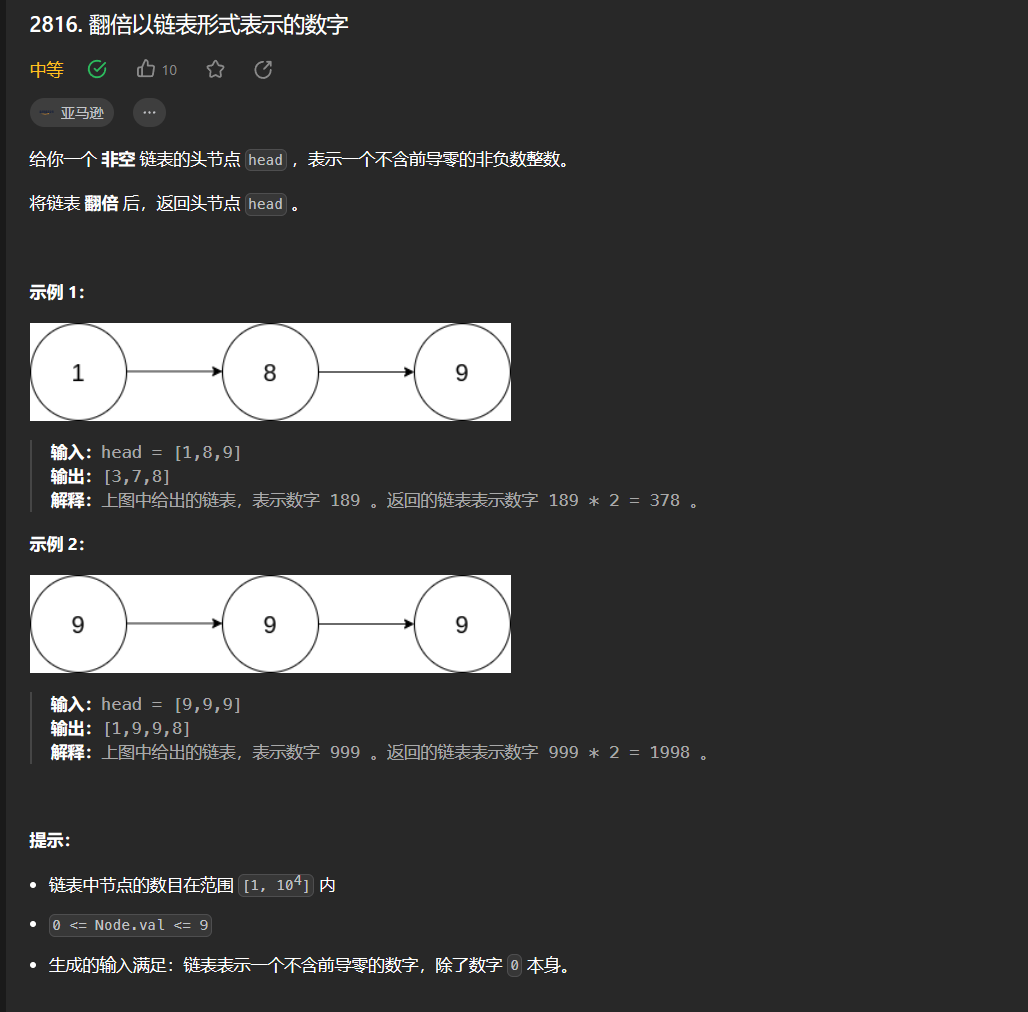 2816. 翻倍以链表形式表示的数字
中等 10
亚马逊 ...
给你一个 非空 链表的头节点 head ，表示一个不含前导零的非负数整数。
将链表 翻倍 后，返回头节点 head 。
示例 1：
1 8 9
输入：head = [1,8,9]
输出：[3,7,8]
解释：上图中给出的链表，表示数字 189 。返回的链表表示数字 189 * 2 = 378 。
示例 2：
9 9 9
输入：head = [9,9,9]
输出：[1,9,9,8]
解释：上图中给出的链表，表示数字 999 。返回的链表表示数字 999 * 2 = 1998 。
提示：
• 链表中节点的数目在范围 [1, 10⁴] 内
• 0 <= Node.val <= 9
• 生成的输入满足：链表表示一个不含前导零的数字，除了数字 0 本身。